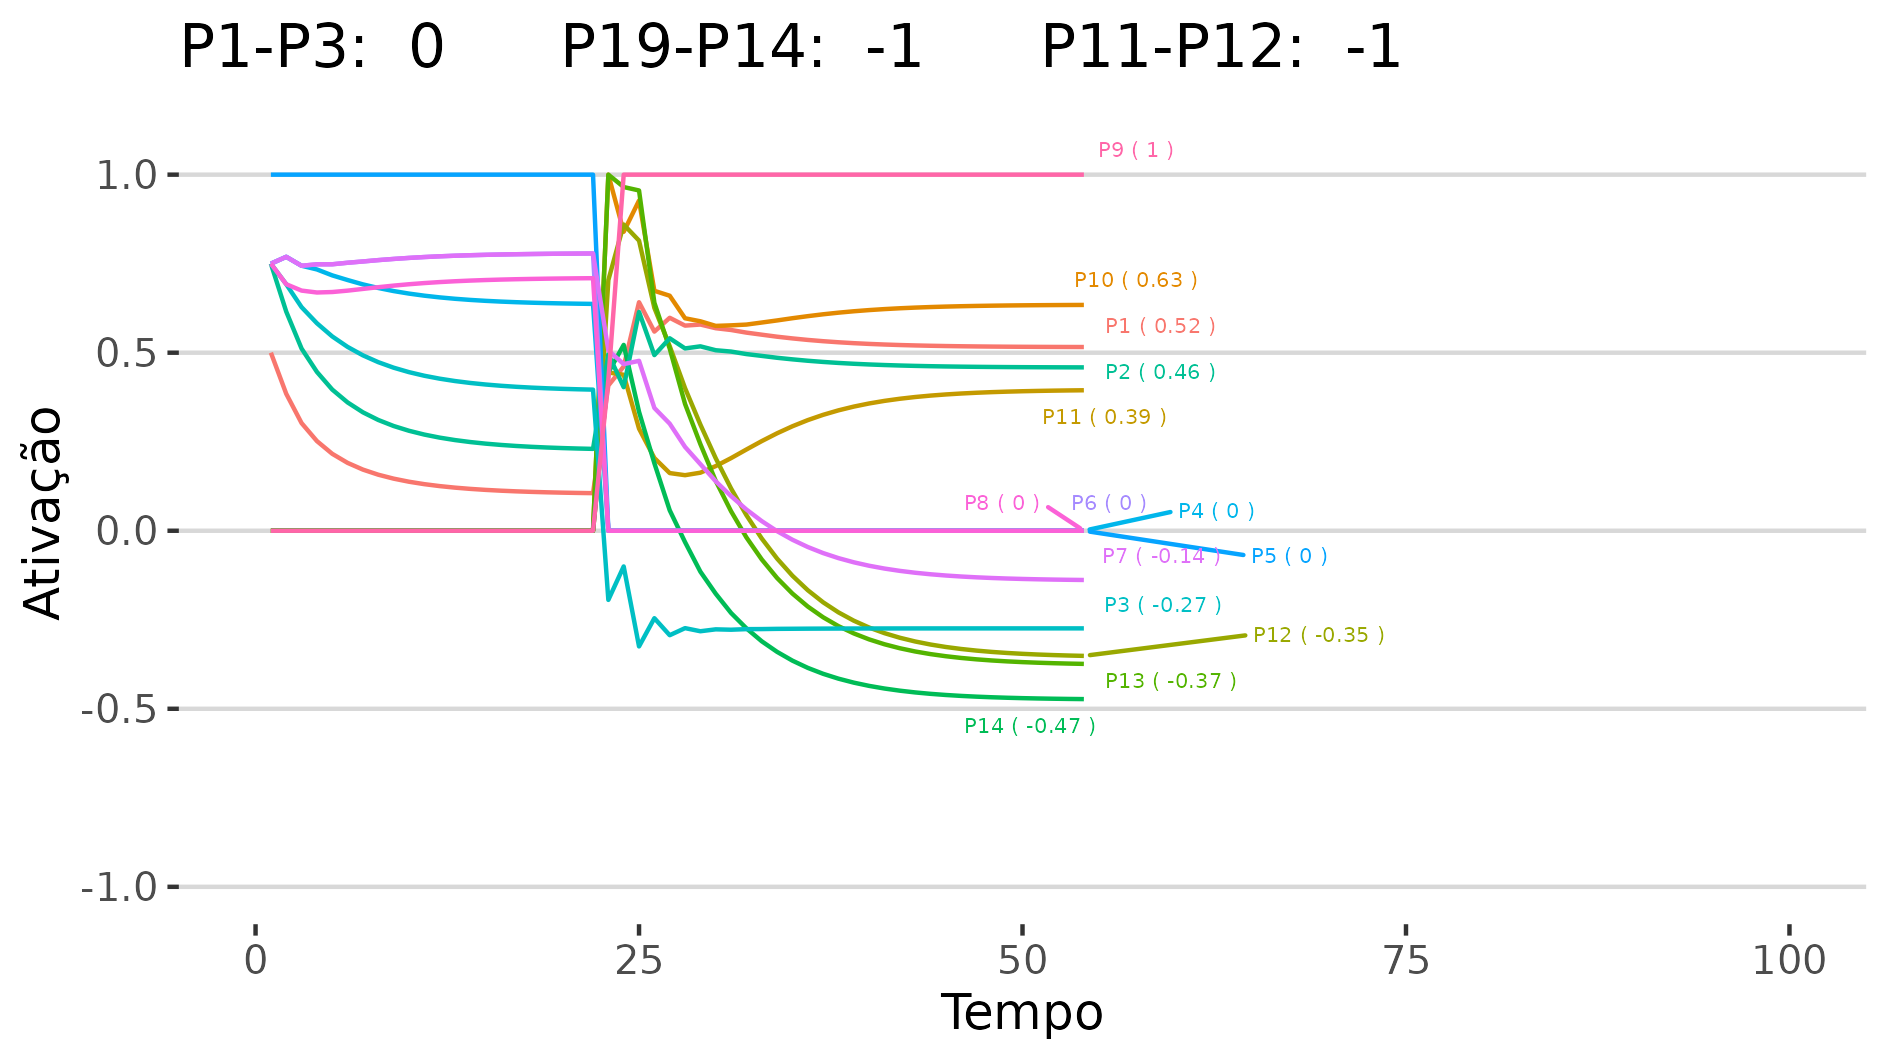 P1-P3:  0      P19-P14:  -1      P11-P12:  -1
P9 ( 1 )
1.0
P10 ( 0.63 )
P1 ( 0.52 )
0.5
P2 ( 0.46 )
P11 ( 0.39 )
P8 ( 0 ) P6 ( 0 ) P4 ( 0 )
0.0
P7 ( -0.14 ) P5 ( 0 )
P3 ( -0.27 )
P12 ( -0.35 )
P13 ( -0.37 )
-0.5
P14 ( -0.47 )
-1.0
Ativação
0 25 50 75 100
Tempo